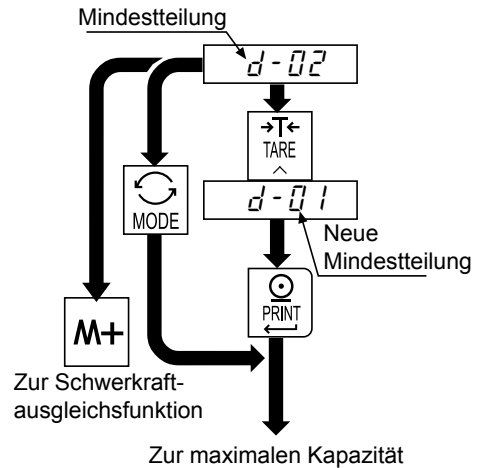 Mindestteilung
d-02
→T←
TARE
d-01
MODE
Neue
Mindestteilung
PRINT
M+
Zur Schwerkraft-
ausgleichsfunktion
Zur maximalen Kapazität